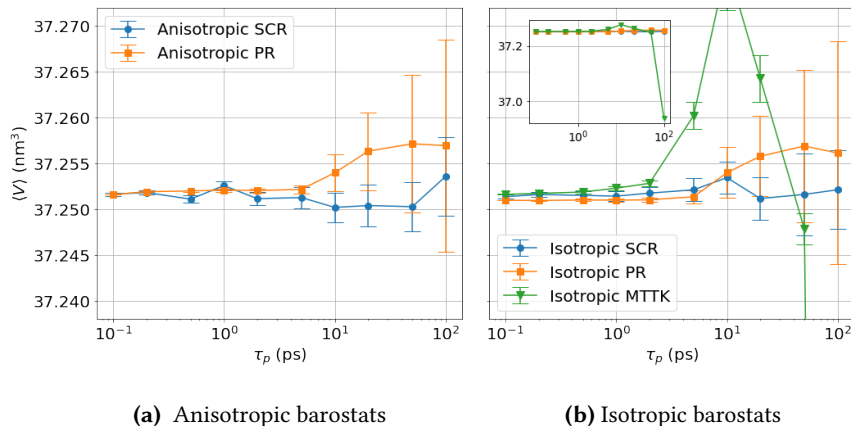 37.270
37.265
37.260
37.255
37.250
37.245
37.240
⟨V⟩ (nm³)
Anisotropic SCR
Anisotropic PR
10⁻¹ 10⁰ 10¹ 10²
τₚ (ps)
37.2
37.0
10⁰ 10²
Isotropic SCR
Isotropic PR
Isotropic MTTK
10⁻¹ 10⁰ 10¹ 10²
τₚ (ps)
(a) Anisotropic barostats
(b) Isotropic barostats